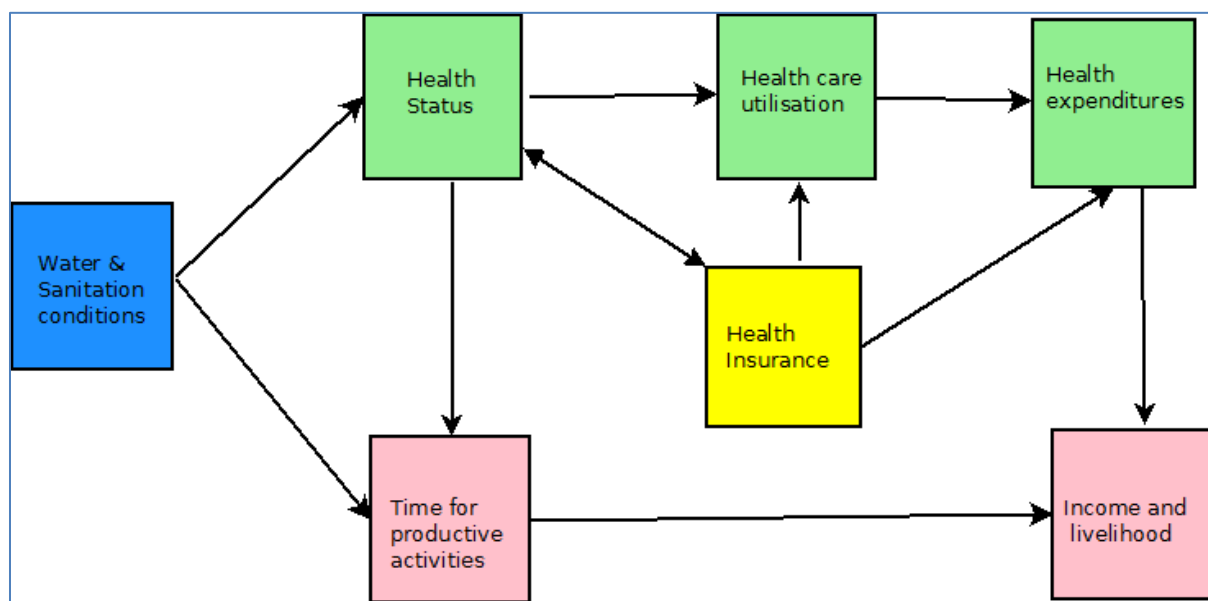 Health
Status
Health care
utilisation
Health
expenditures
Water &
Sanitation
conditions
Health
Insurance
Time for
productive
activities
Income and
livelihood